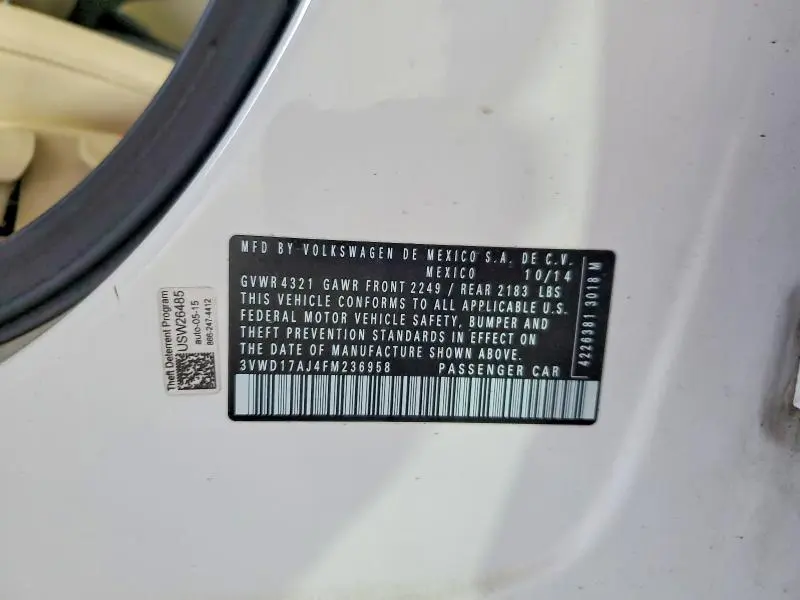 MFD BY-VOLKSWAGEN DE MEXICO S.A. DE C.V.
MEXICO 10/14
GVWR 4321 GAWR FRONT 2249 / REAR 2183 LBS
THIS VEHICLE CONFORMS TO ALL APPLICABLE U.S.
FEDERAL MOTOR VEHICLE SAFETY, BUMPER AND
THEFT PREVENTION STANDARDS IN EFFECT ON
THE DATE OF MANUFACTURE SHOWN ABOVE.
3VWD17AJ4FM236958 PASSENGER CAR
4226381 3018 M
Theft Deterrent Program
USW26485
auto-05-15
866-247-4412